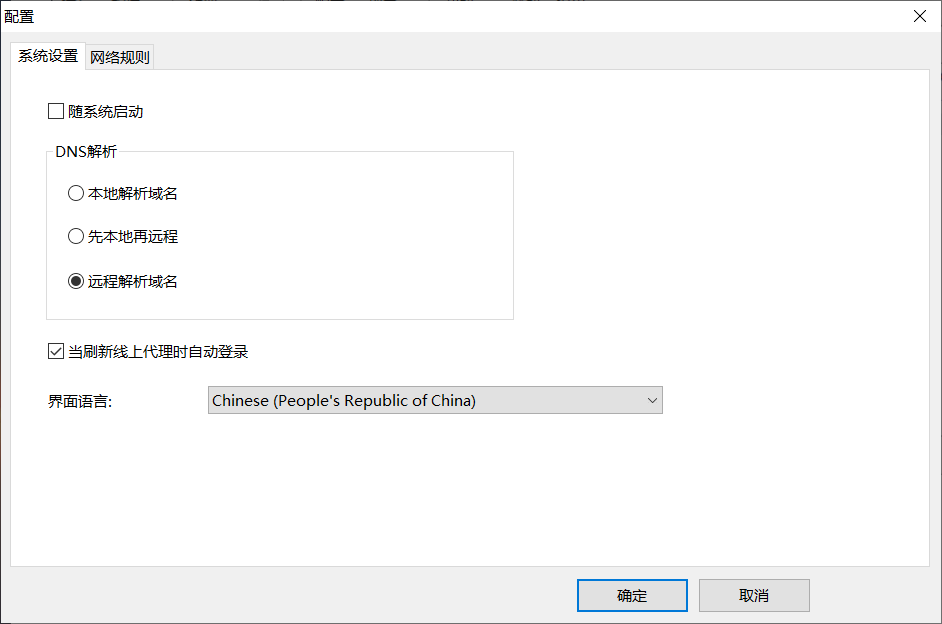 配置
系统设置 网络规则
随系统启动
DNS解析
本地解析域名
先本地再远程
远程解析域名
当刷新线上代理时自动登录
界面语言: Chinese (People's Republic of China)
确定 取消